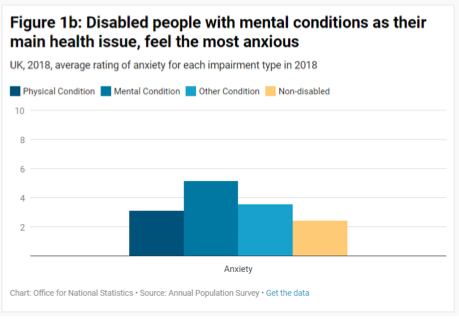 Figure 1b: Disabled people with mental conditions as their
main health issue, feel the most anxious
UK, 2018, average rating of anxiety for each impairment type in 2018
Physical Condition Mental Condition Other Condition Non-disabled
10
8
6
4
2
Anxiety
Chart: Office for National Statistics • Source: Annual Population Survey • Get the data